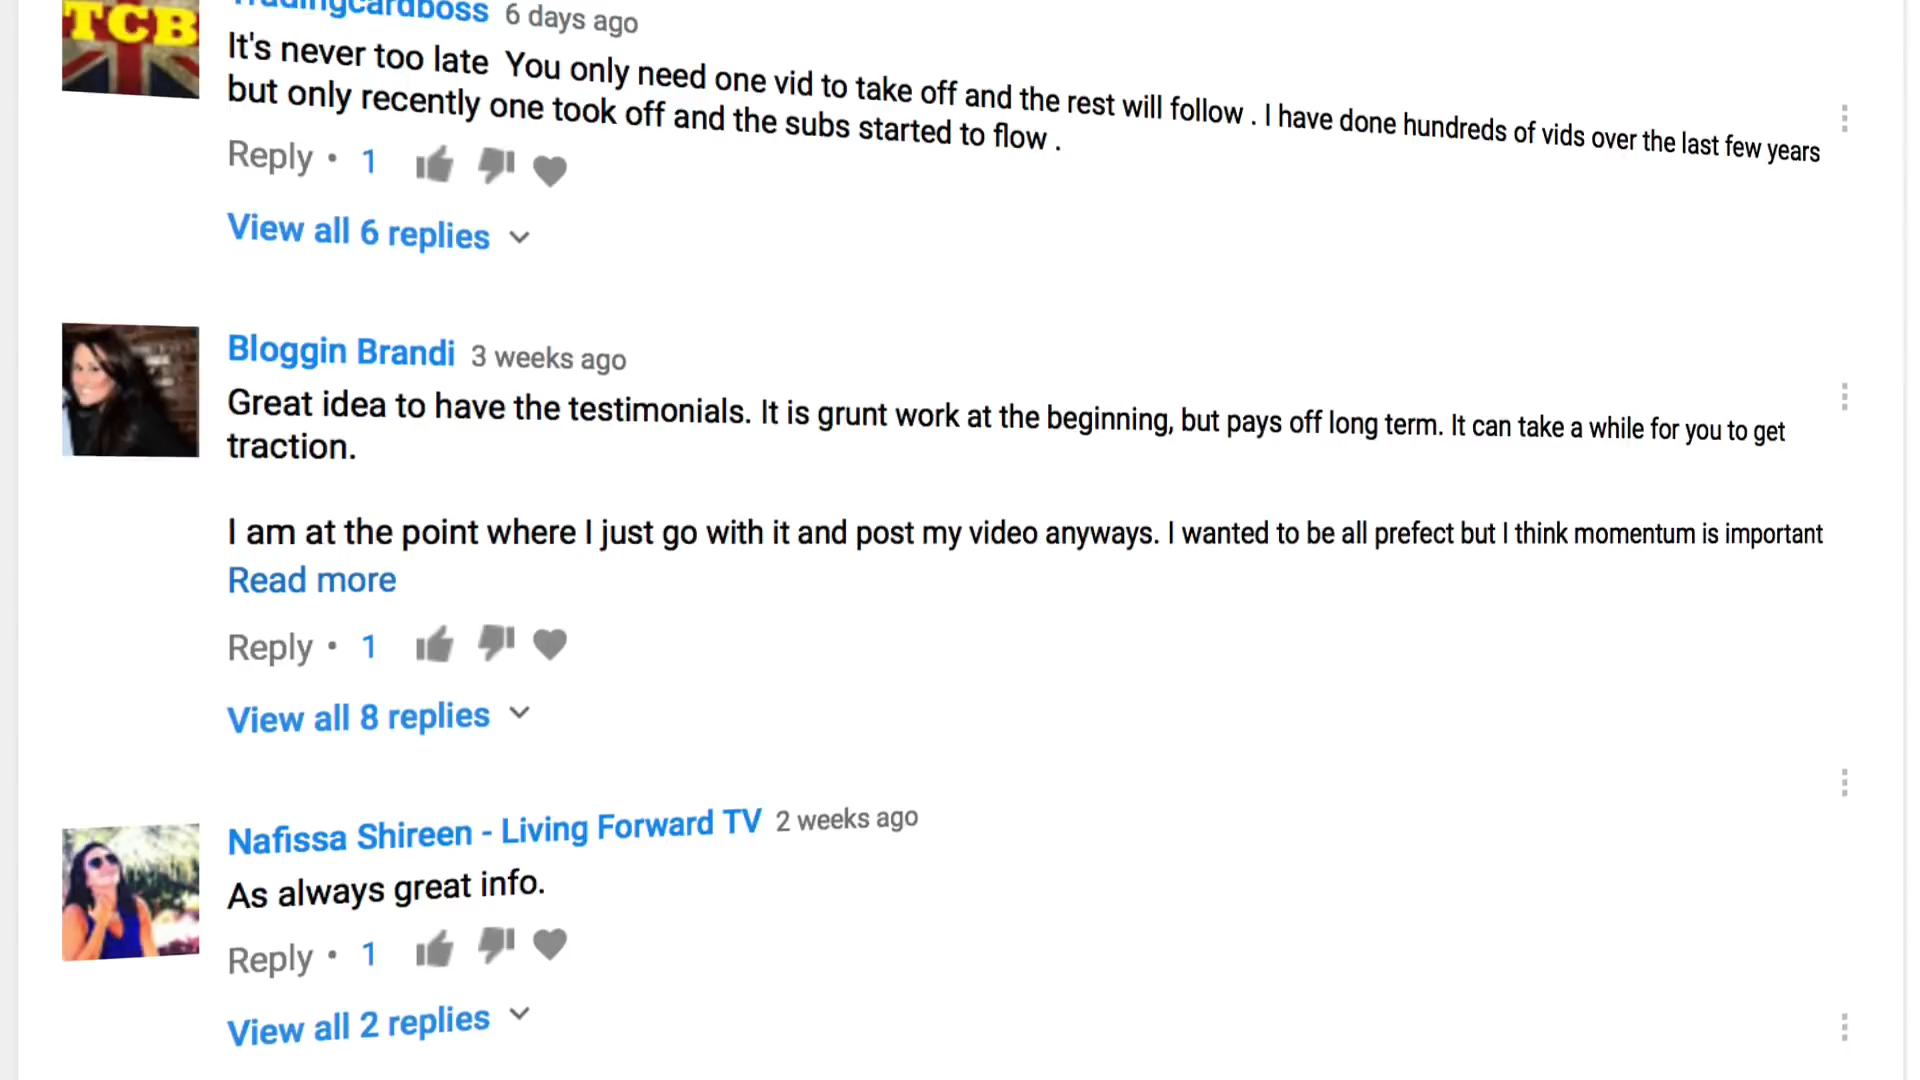 TCB
Tradingcardboss 6 days ago
It's never too late You only need one vid to take off and the rest will follow . I have done hundreds of vids over the last few years
but only recently one took off and the subs started to flow .
Reply • 1
View all 6 replies
Bloggin Brandi 3 weeks ago
Great idea to have the testimonials. It is grunt work at the beginning, but pays off long term. It can take a while for you to get
traction.
I am at the point where I just go with it and post my video anyways. I wanted to be all prefect but I think momentum is important
Read more
Reply • 1
View all 8 replies
Nafissa Shireen - Living Forward TV 2 weeks ago
As always great info.
Reply • 1
View all 2 replies